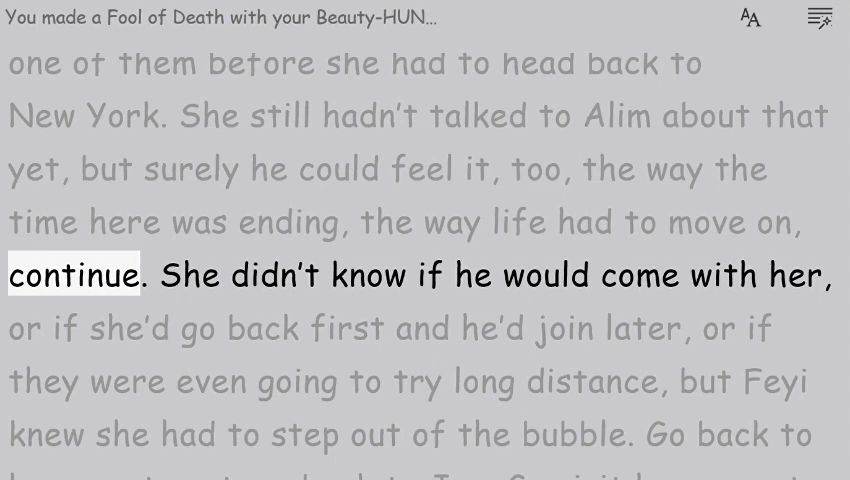 You made a Fool of Death with your Beauty-HUN...
AA
one of them before she had to head back to
New York. She still hadn't talked to Alim about that
yet, but surely he could feel it, too, the way the
time here was ending, the way life had to move on,
continue. She didn't know if he would come with her,
or if she'd go back first and he'd join later, or if
they were even going to try long distance, but Feyi
knew she had to step out of the bubble. Go back to